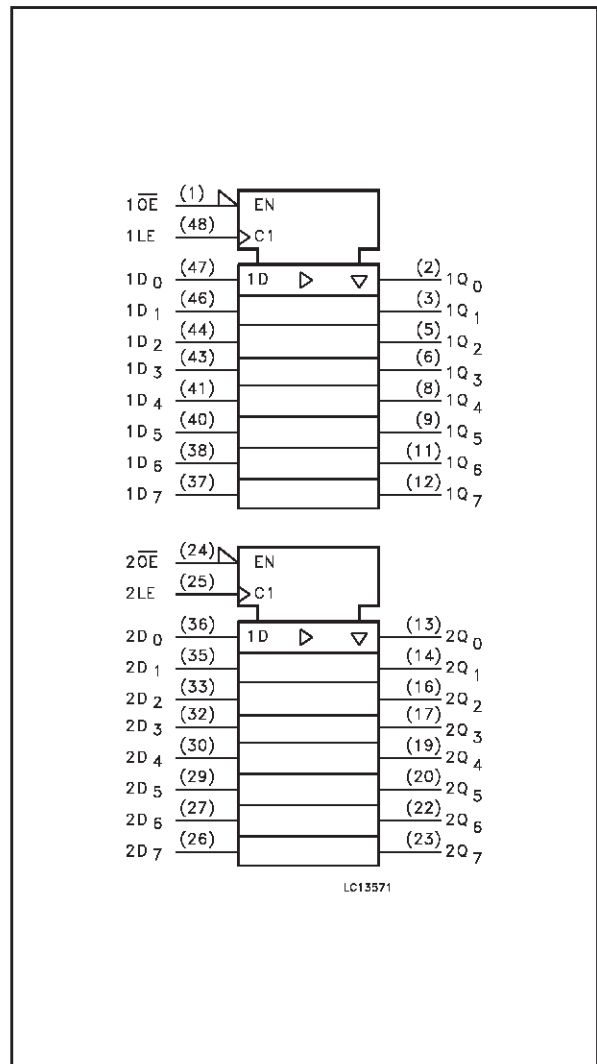 1O̅E̅ (1) EN
1LE (48) C1
1D0 (47) 1D (2) 1Q0
1D1 (46) (3) 1Q1
1D2 (44) (5) 1Q2
1D3 (43) (6) 1Q3
1D4 (41) (8) 1Q4
1D5 (40) (9) 1Q5
1D6 (38) (11) 1Q6
1D7 (37) (12) 1Q7
2O̅E̅ (24) EN
2LE (25) C1
2D0 (36) 1D (13) 2Q0
2D1 (35) (14) 2Q1
2D2 (33) (16) 2Q2
2D3 (32) (17) 2Q3
2D4 (30) (19) 2Q4
2D5 (29) (20) 2Q5
2D6 (27) (22) 2Q6
2D7 (26) (23) 2Q7
LC13571